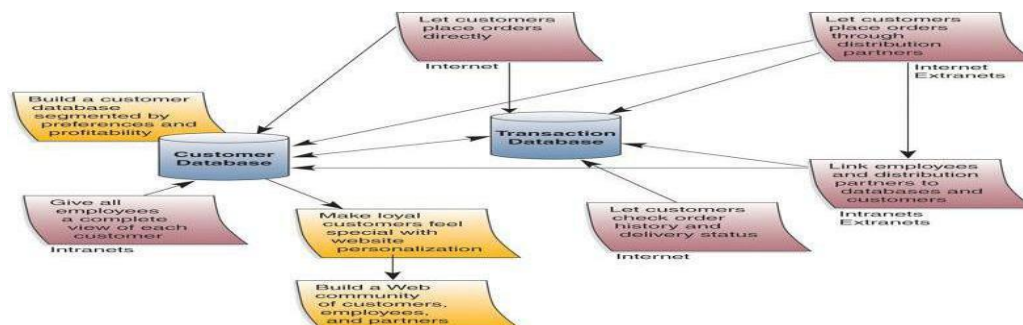 Let customers
place orders
directly
Internet
Let customers
place orders
through
distribution
partners
Internet
Extranets
Build a customer
database
segmented by
preferences and
profitability
Customer
Database
Transaction
Database
Link employees
and distribution
partners to
databases and
customers
Intranets
Extranets
Give all
employees
a complete
view of each
customer
Intranets
Make loyal
customers feel
special with
website
personalization
Let customers
check order
history and
delivery status
Internet
Build a Web
community
of customers,
employees,
and partners